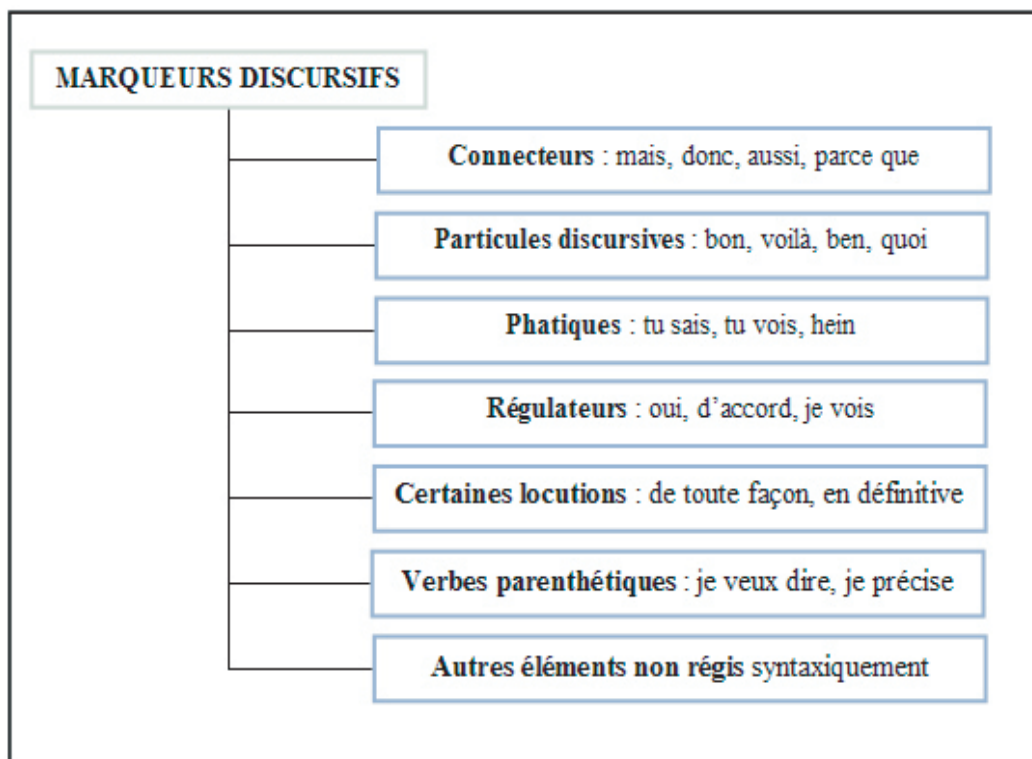 MARQUEURS DISCURSIFS
Connecteurs : mais, donc, aussi, parce que
Particules discursives : bon, voilà, ben, quoi
Phatiques : tu sais, tu vois, hein
Régulateurs : oui, d’accord, je vois
Certaines locutions : de toute façon, en définitive
Verbes parenthétiques : je veux dire, je précise
Autres éléments non régis syntaxiquement